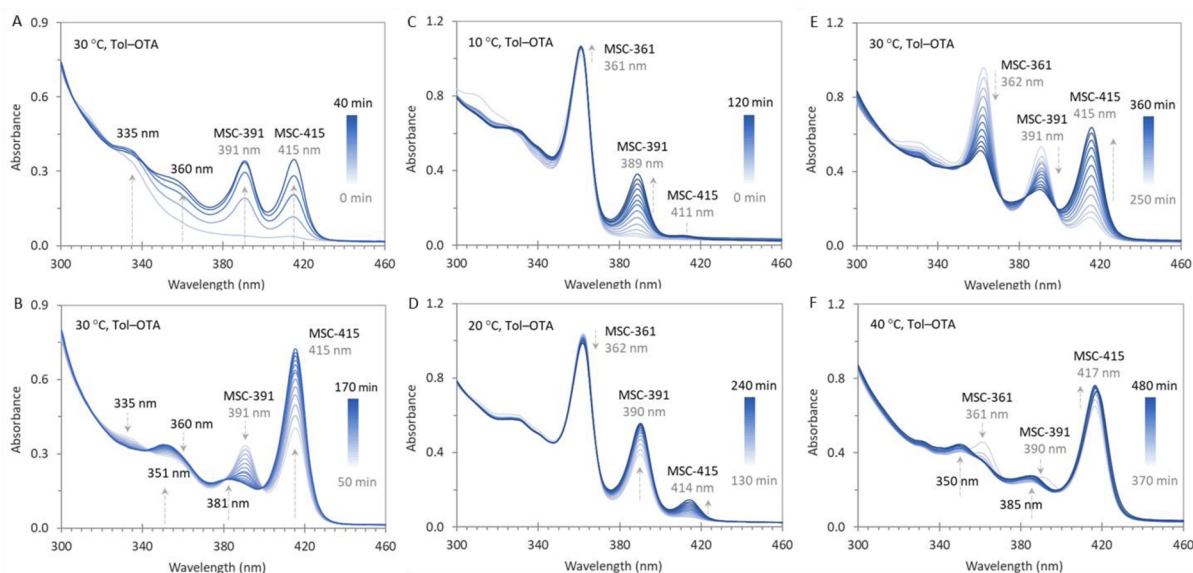 A
30 °C, Tol–OTA
0.9
0.6
0.3
0.0
Absorbance
335 nm
360 nm
MSC-391
391 nm
MSC-415
415 nm
40 min
0 min
300 340 380 420 460
Wavelength (nm)
B
30 °C, Tol–OTA
0.9
0.6
0.3
0.0
Absorbance
335 nm
360 nm
351 nm
381 nm
MSC-391
391 nm
MSC-415
415 nm
170 min
50 min
300 340 380 420 460
Wavelength (nm)
C
10 °C, Tol–OTA
1.2
0.8
0.4
0.0
Absorbance
MSC-361
361 nm
MSC-391
389 nm
MSC-415
411 nm
120 min
0 min
300 340 380 420 460
Wavelength (nm)
D
20 °C, Tol–OTA
1.2
0.8
0.4
0.0
Absorbance
MSC-361
362 nm
MSC-391
390 nm
MSC-415
414 nm
240 min
130 min
300 340 380 420 460
Wavelength (nm)
E
30 °C, Tol–OTA
1.2
0.8
0.4
0.0
Absorbance
MSC-361
362 nm
MSC-391
391 nm
MSC-415
415 nm
360 min
250 min
300 340 380 420 460
Wavelength (nm)
F
40 °C, Tol–OTA
1.2
0.8
0.4
0.0
Absorbance
MSC-361
361 nm
MSC-391
390 nm
MSC-415
417 nm
350 nm
385 nm
480 min
370 min
300 340 380 420 460
Wavelength (nm)